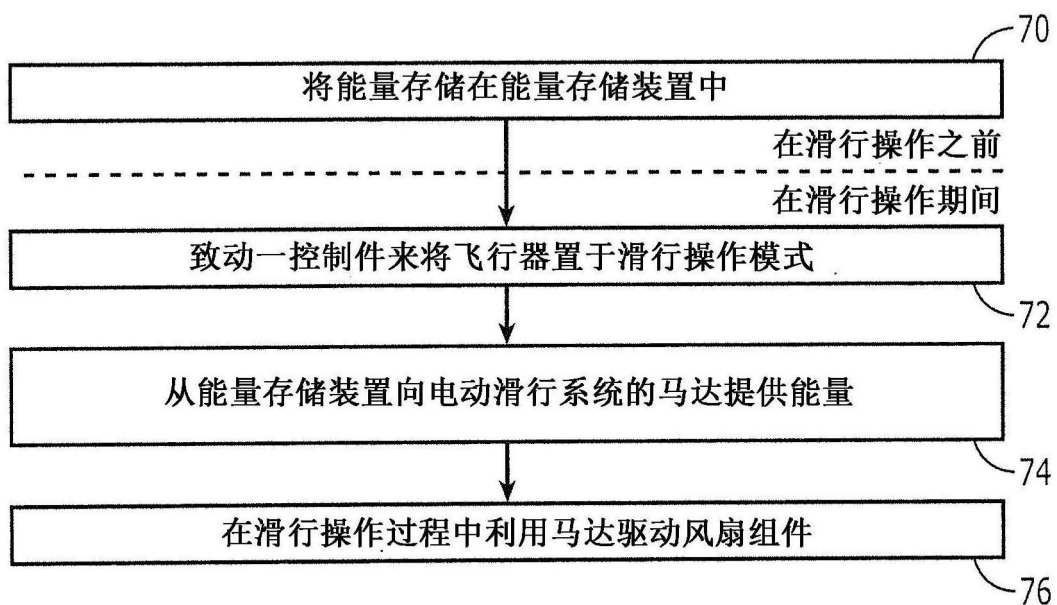 70
将能量存储在能量存储装置中
在滑行操作之前
在滑行操作期间
致动一控制件来将飞行器置于滑行操作模式
72
从能量存储装置向电动滑行系统的马达提供能量
74
在滑行操作过程中利用马达驱动风扇组件
76